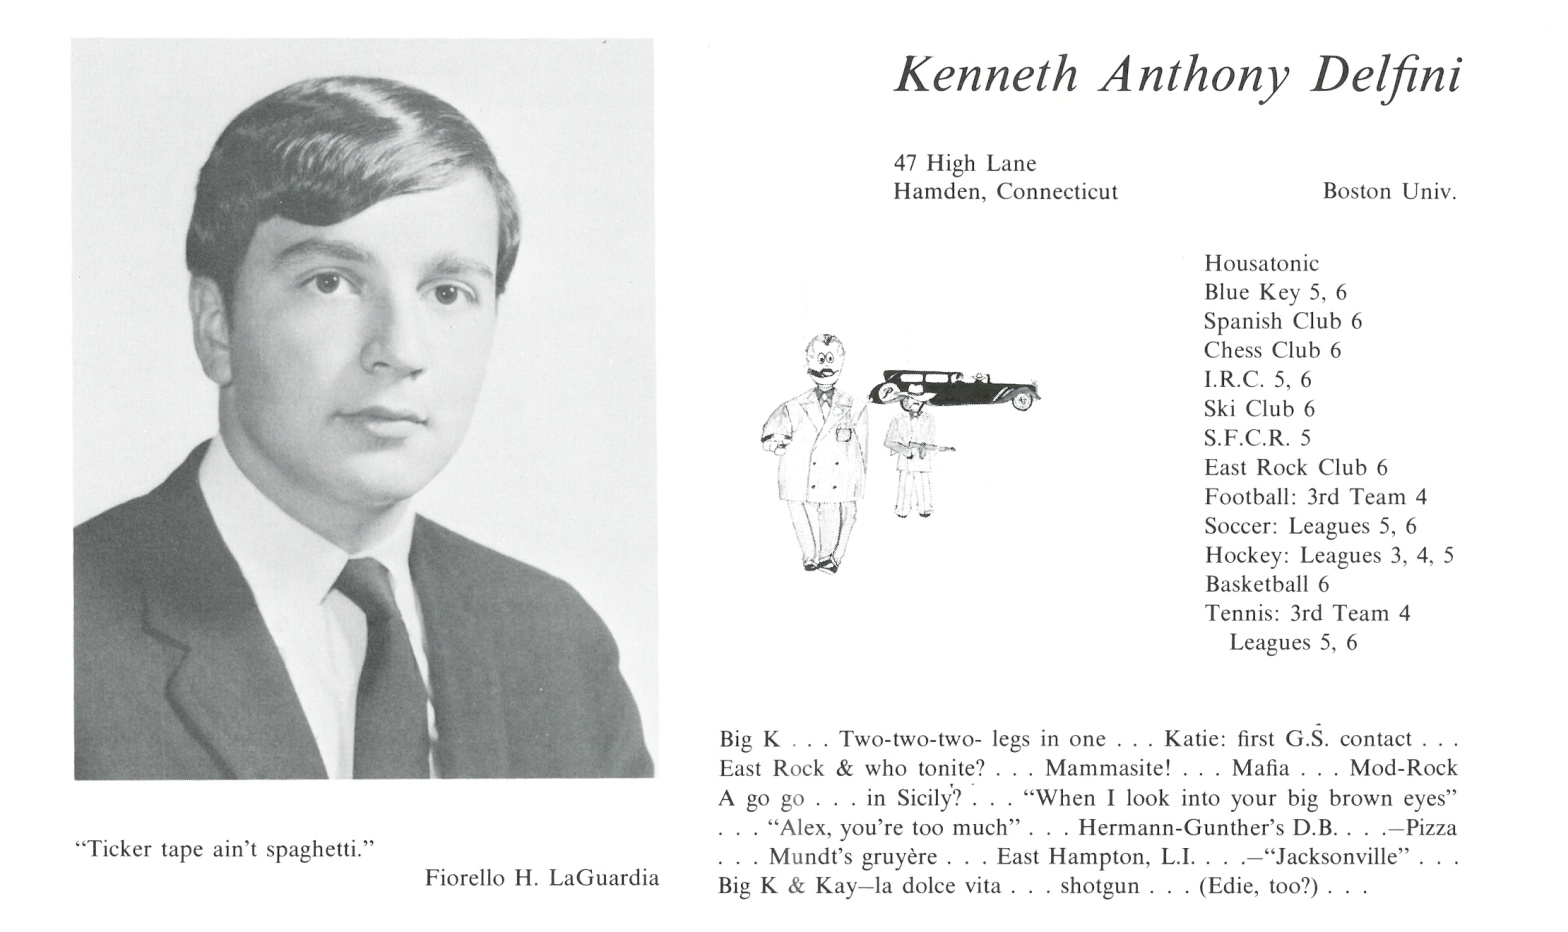 Kenneth Anthony Delfini
47 High Lane
Hamden, Connecticut Boston Univ.
Housatonic
Blue Key 5, 6
Spanish Club 6
Chess Club 6
I.R.C. 5, 6
Ski Club 6
S.F.C.R. 5
East Rock Club 6
Football: 3rd Team 4
Soccer: Leagues 5, 6
Hockey: Leagues 3, 4, 5
Basketball 6
Tennis: 3rd Team 4
Leagues 5, 6
Big K . . . Two-two-two- legs in one . . . Katie: first G.S. contact . . .
East Rock & who tonite? . . . Mammasite! . . . Mafia . . . Mod-Rock
A go go . . . in Sicily? . . . “When I look into your big brown eyes”
. . . “Alex, you’re too much” . . . Hermann-Gunther’s D.B. . . .—Pizza
. . . Mundt’s gruyère . . . East Hampton, L.I. . . .—“Jacksonville” . . .
Big K & Kay—la dolce vita . . . shotgun . . . (Edie, too?) . . .
“Ticker tape ain’t spaghetti.”
Fiorello H. LaGuardia